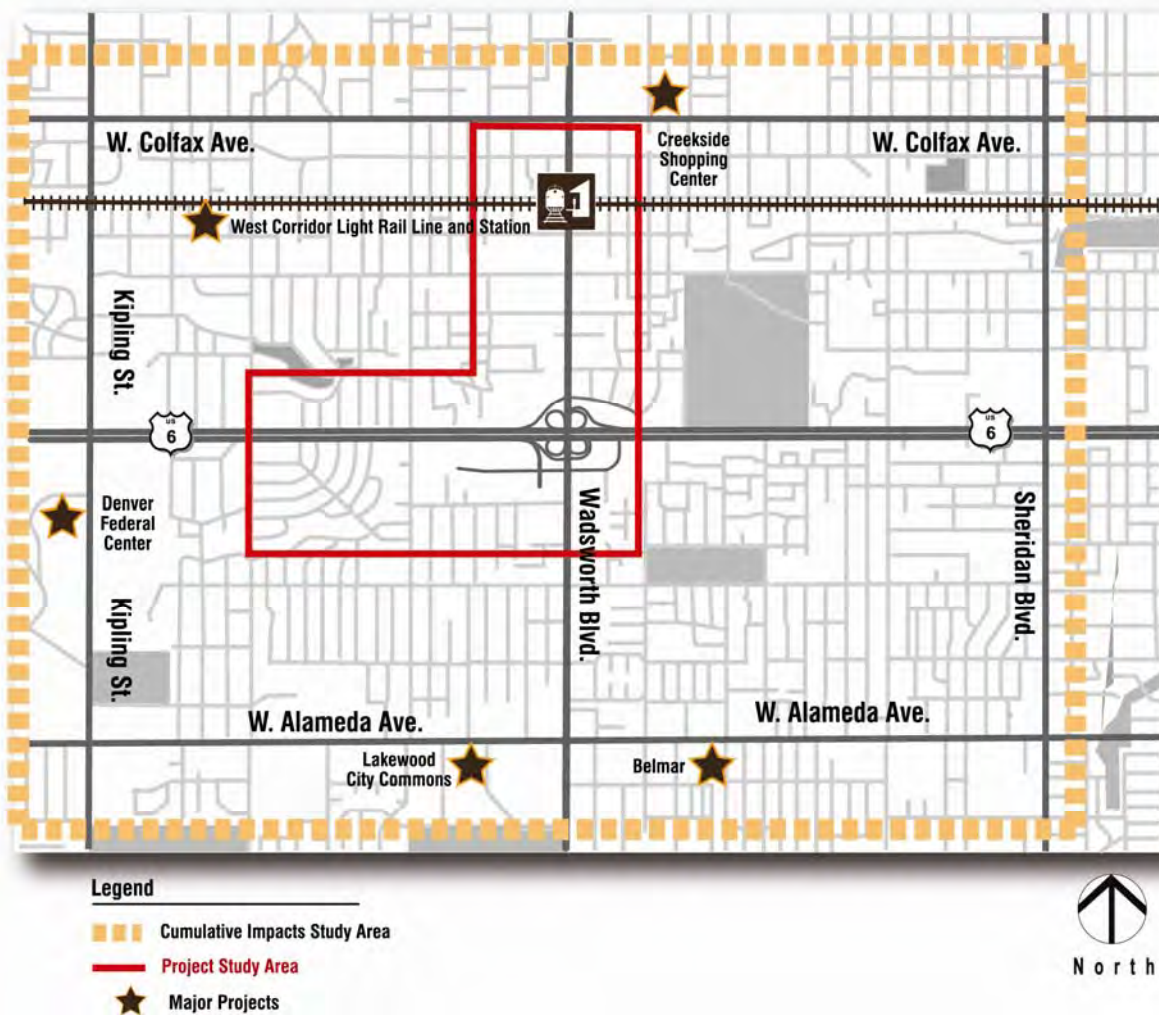 W. Colfax Ave.
Creekside
Shopping
Center
W. Colfax Ave.
West Corridor Light Rail Line and Station
Kipling St.
US
6
US
6
Denver
Federal
Center
Wadsworth Blvd.
Sheridan Blvd.
Kipling St.
W. Alameda Ave.
W. Alameda Ave.
Lakewood
City Commons
Belmar
Legend
Cumulative Impacts Study Area
Project Study Area
Major Projects
North